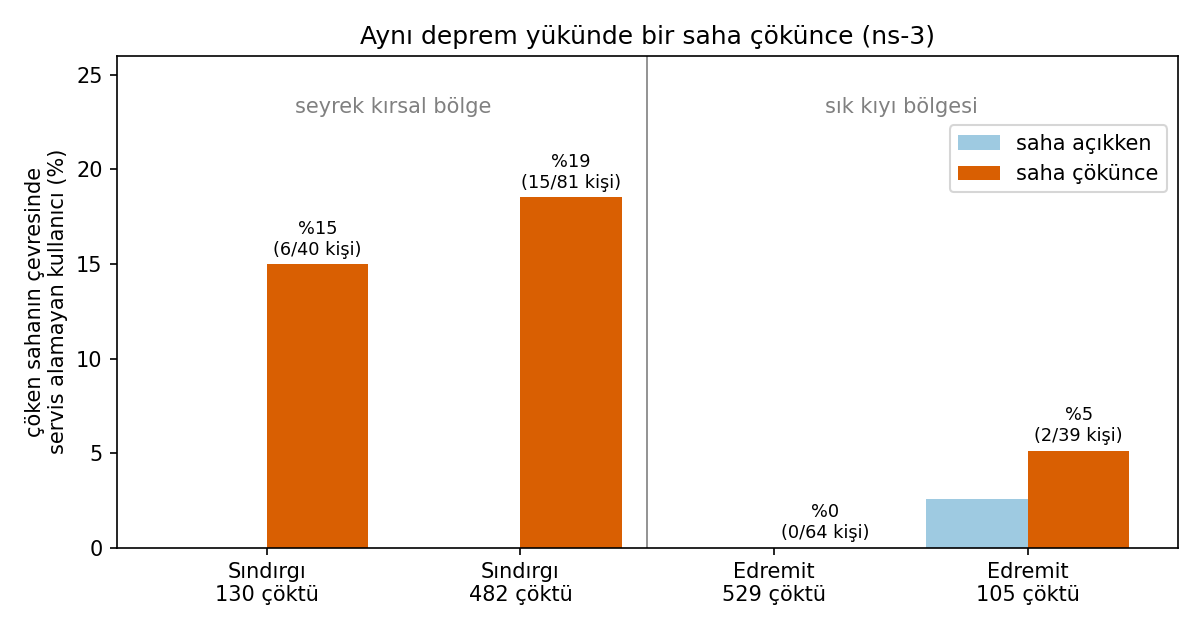 Aynı deprem yükünde bir saha çökünce (ns-3)
çöken sahanın çevresinde
servis alamayan kullanıcı (%)
25
20
15
10
5
0
seyrek kırsal bölge
sık kıyı bölgesi
saha açıkken
saha çökünce
%15
(6/40 kişi)
%19
(15/81 kişi)
%0
(0/64 kişi)
%5
(2/39 kişi)
Sındırgı
130 çöktü
Sındırgı
482 çöktü
Edremit
529 çöktü
Edremit
105 çöktü